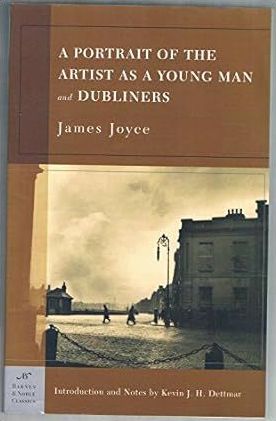 A PORTRAIT OF THE
ARTIST AS A YOUNG MAN
and DUBLINERS
James Joyce
BARNES
& NOBLE
CLASSICS
Introduction and Notes by Kevin J. H. Dettmar